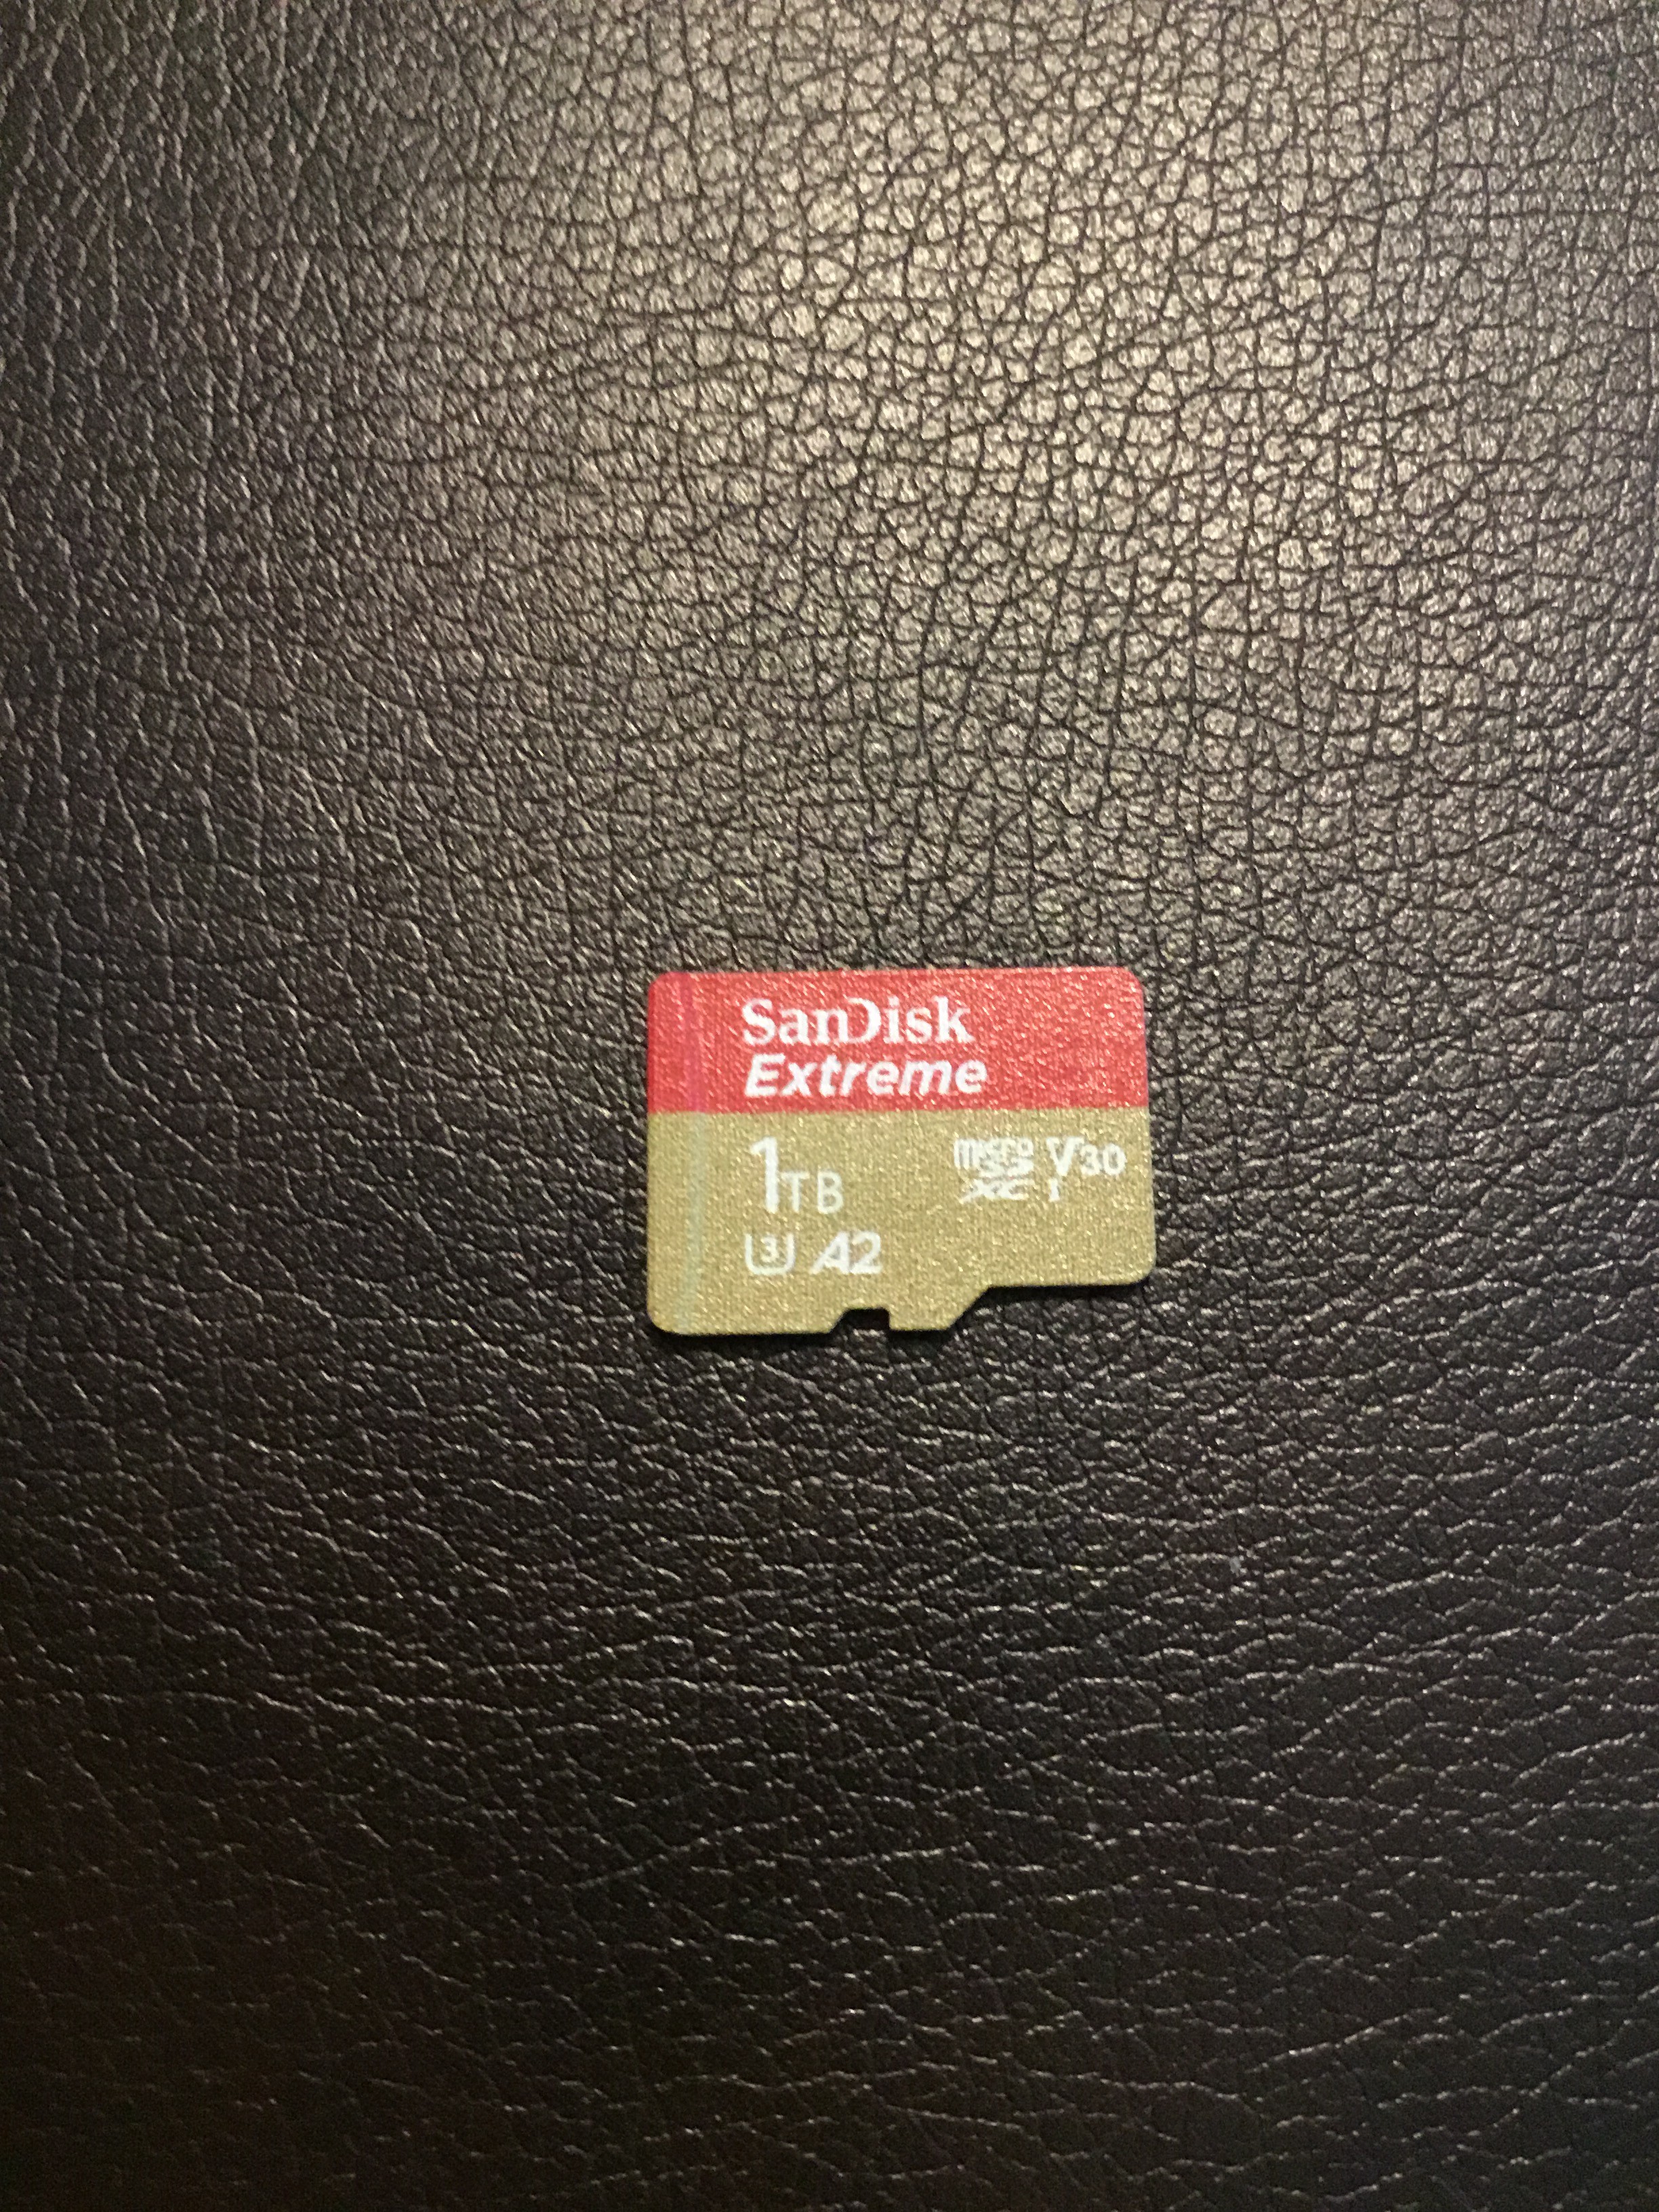 SanDisk
Extreme
1TB
micro
SD
XC I V30
U3 A2